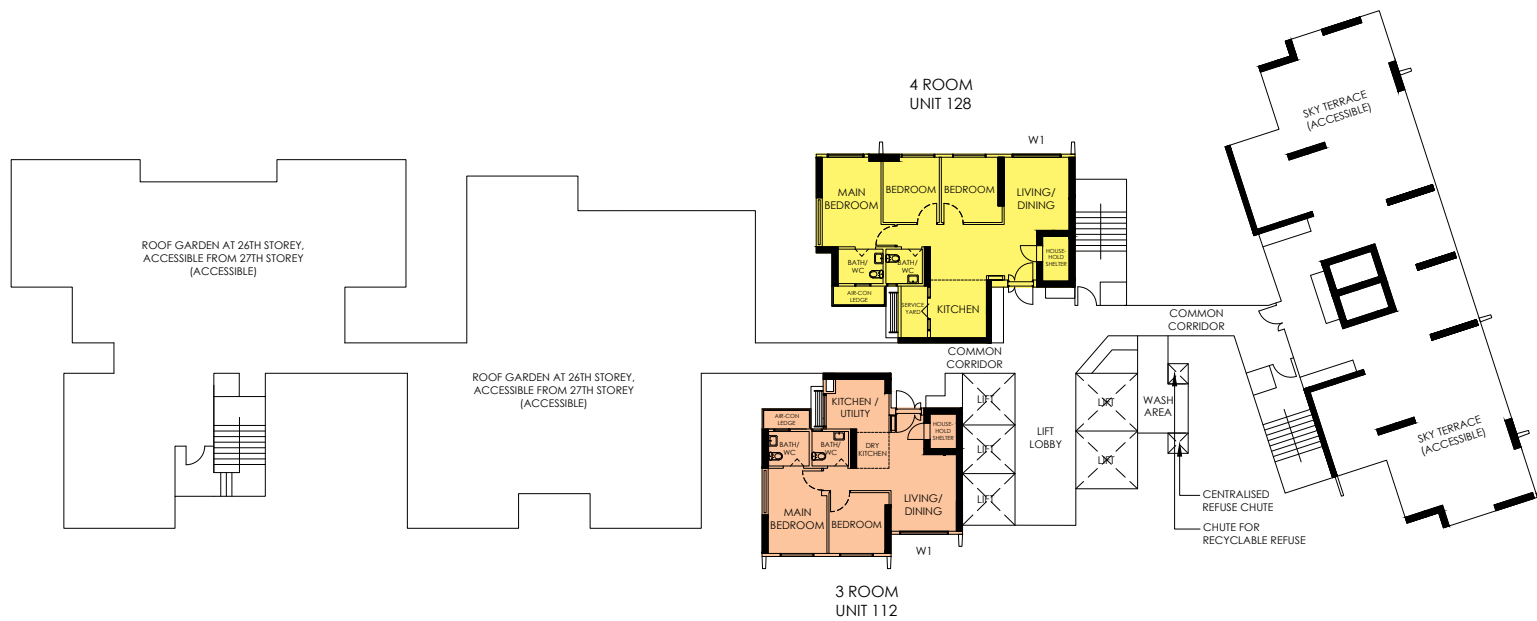 4 ROOM
UNIT 128
W1
SKY TERRACE
(ACCESSIBLE)
MAIN
BEDROOM
BEDROOM
BEDROOM
LIVING/
DINING
BATH/
WC
BATH/
WC
HOUSE-
HOLD
SHELTER
AIR-CON
LEDGE
SERVICE
YARD
KITCHEN
ROOF GARDEN AT 26TH STOREY,
ACCESSIBLE FROM 27TH STOREY
(ACCESSIBLE)
COMMON
CORRIDOR
COMMON
CORRIDOR
ROOF GARDEN AT 26TH STOREY,
ACCESSIBLE FROM 27TH STOREY
(ACCESSIBLE)
KITCHEN /
UTILITY
AIR-CON
LEDGE
HOUSE-
HOLD
SHELTER
BATH/
WC
BATH/
WC
DRY
KITCHEN
LIVING/
DINING
MAIN
BEDROOM
BEDROOM
W1
LIFT
LIFT
LIFT
LIFT
LOBBY
LIFT
LIFT
WASH
AREA
SKY TERRACE
(ACCESSIBLE)
CENTRALISED
REFUSE CHUTE
CHUTE FOR
RECYCLABLE REFUSE
3 ROOM
UNIT 112